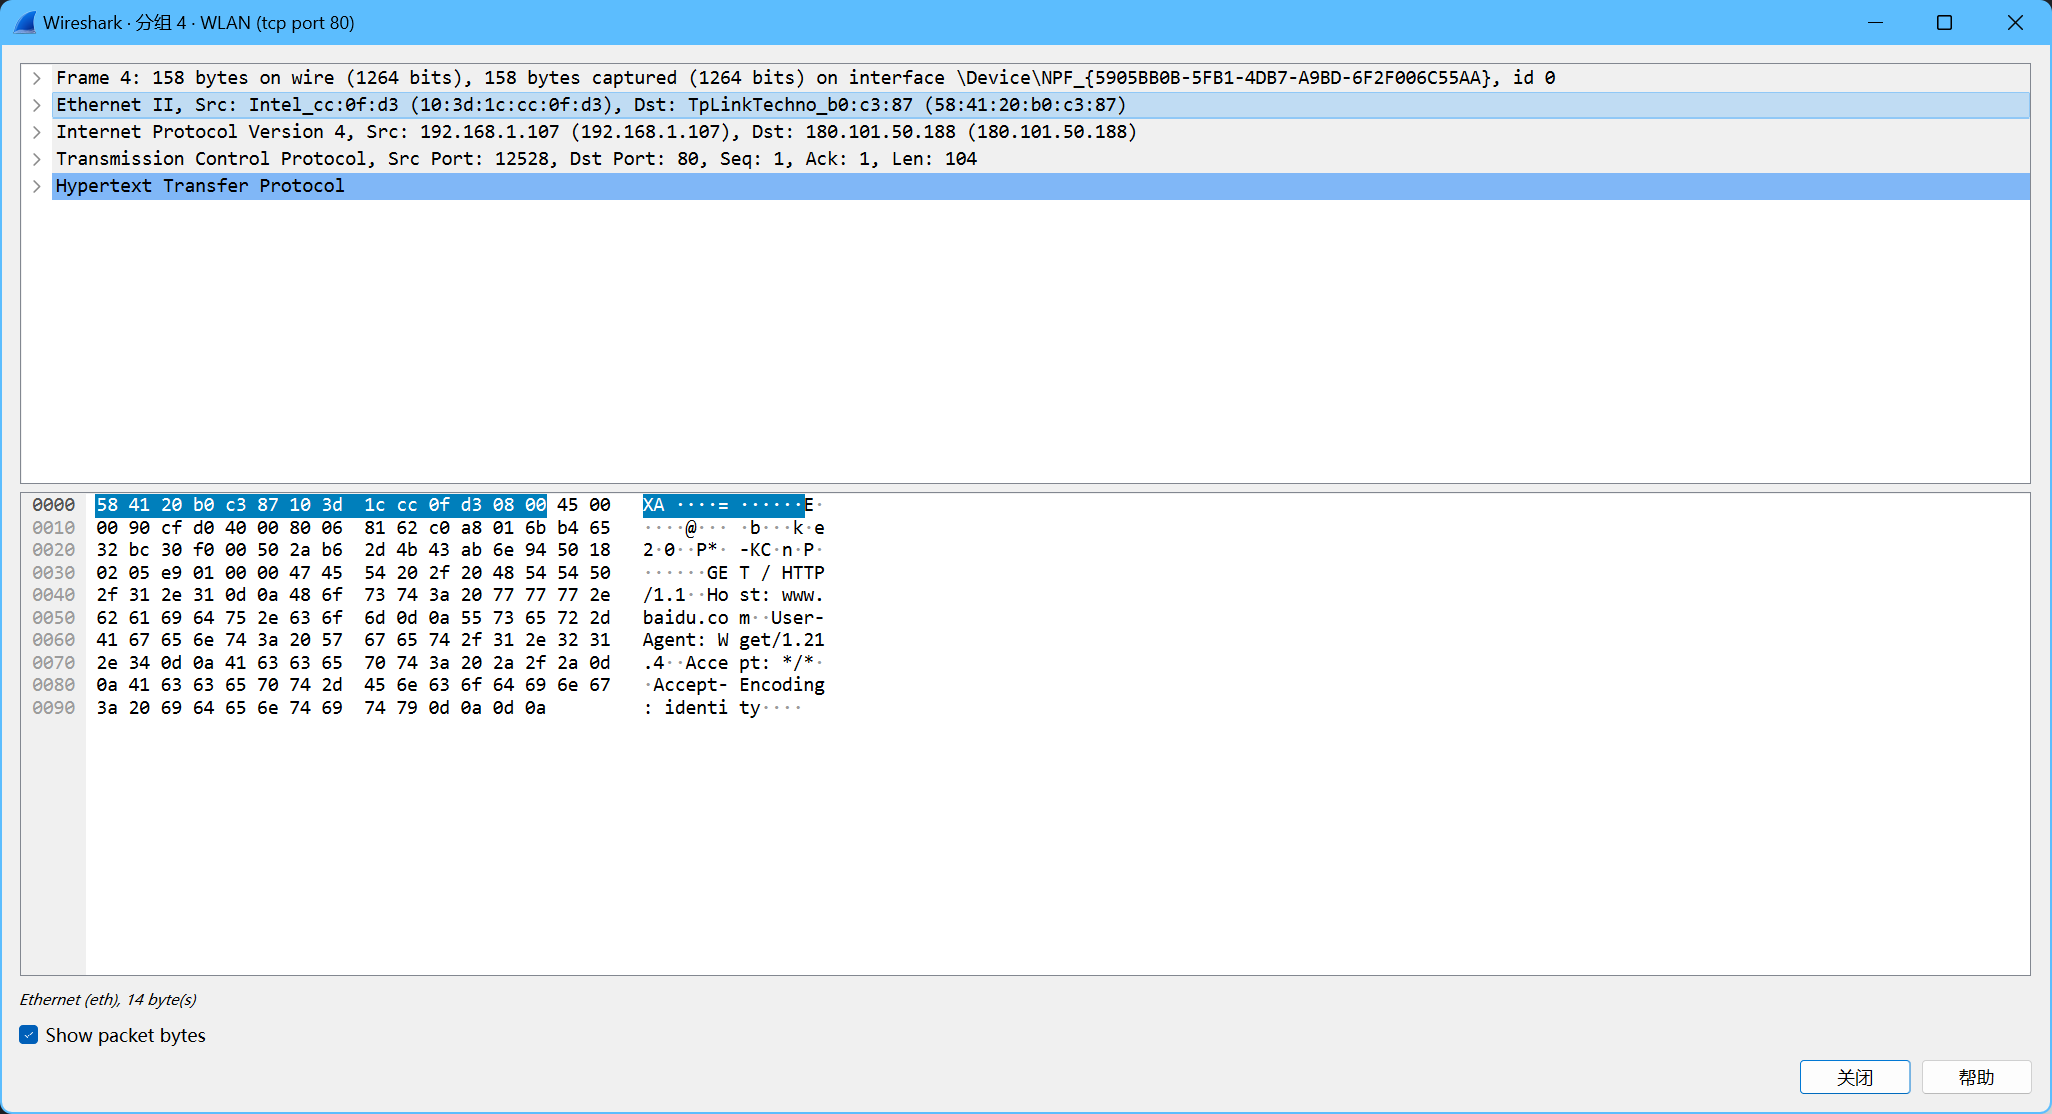 Wireshark · 分组 4 · WLAN (tcp port 80)
Frame 4: 158 bytes on wire (1264 bits), 158 bytes captured (1264 bits) on interface \Device\NPF_{5905BB0B-5FB1-4DB7-A9BD-6F2F006C55AA}, id 0
Ethernet II, Src: Intel_cc:0f:d3 (10:3d:1c:cc:0f:d3), Dst: TpLinkTechno_b0:c3:87 (58:41:20:b0:c3:87)
Internet Protocol Version 4, Src: 192.168.1.107 (192.168.1.107), Dst: 180.101.50.188 (180.101.50.188)
Transmission Control Protocol, Src Port: 12528, Dst Port: 80, Seq: 1, Ack: 1, Len: 104
Hypertext Transfer Protocol
0000 58 41 20 b0 c3 87 10 3d 1c cc 0f d3 08 00 45 00 XA ····= ······E·
0010 00 90 cf d0 40 00 80 06 81 62 c0 a8 01 6b b4 65 ····@··· ·b···k·e
0020 32 bc 30 f0 00 50 2a b6 2d 4b 43 ab 6e 94 50 18 2·0··P*· -KC·n·P·
0030 02 05 e9 01 00 00 47 45 54 20 2f 20 48 54 54 50 ······GE T / HTTP
0040 2f 31 2e 31 0d 0a 48 6f 73 74 3a 20 77 77 77 2e /1.1··Ho st: www.
0050 62 61 69 64 75 2e 63 6f 6d 0d 0a 55 73 65 72 2d baidu.co m··User-
0060 41 67 65 6e 74 3a 20 57 67 65 74 2f 31 2e 32 31 Agent: W get/1.21
0070 2e 34 0d 0a 41 63 63 65 70 74 3a 20 2a 2f 2a 0d .4··Acce pt: */*·
0080 0a 41 63 63 65 70 74 2d 45 6e 63 6f 64 69 6e 67 ·Accept- Encoding
0090 3a 20 69 64 65 6e 74 69 74 79 0d 0a 0d 0a : identi ty····
Ethernet (eth), 14 byte(s)
Show packet bytes
关闭
帮助